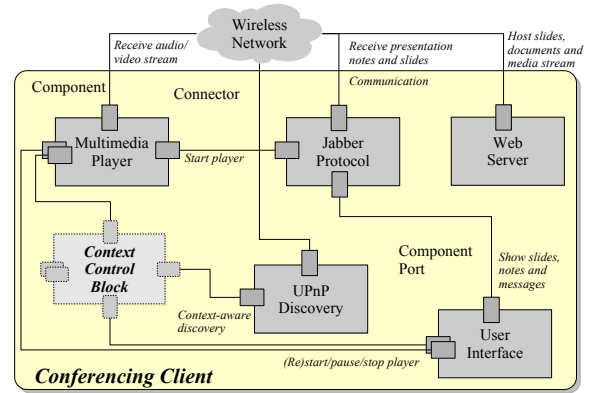 Wireless
Network
Receive audio/
video stream
Receive presentation
notes and slides
Host slides,
documents and
media stream
Communication
Component
Connector
Multimedia
Player
Start player
Jabber
Protocol
Web
Server
Context
Control
Block
Context-aware
discovery
UPnP
Discovery
Component
Port
Show slides,
notes and
messages
User
Interface
(Re)start/pause/stop player
Conferencing Client